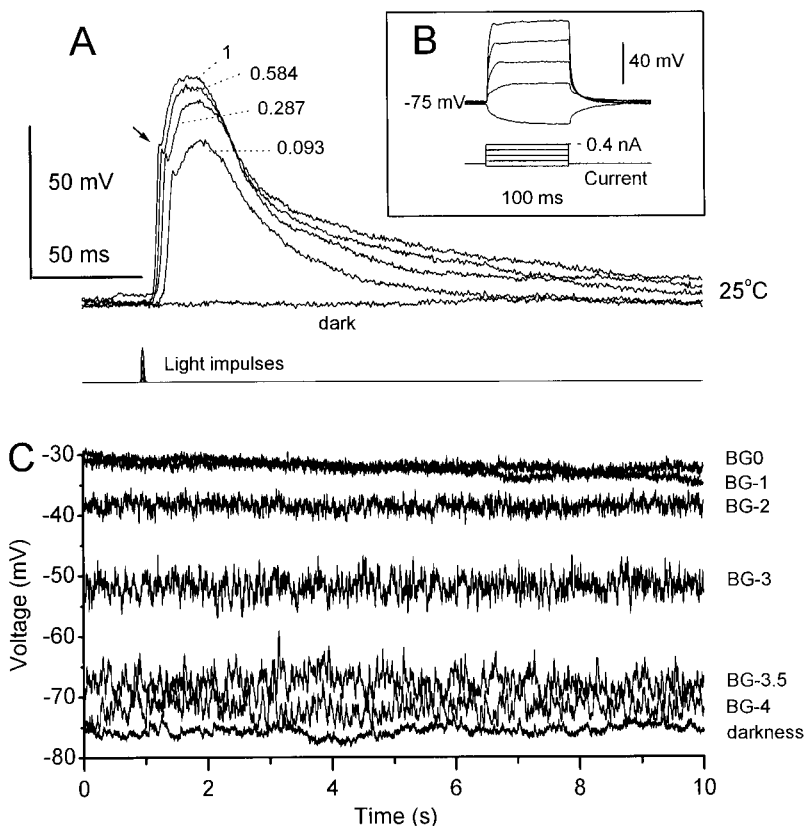 A
1
0.584
0.287
0.093
50 mV
50 ms
dark
25°C
Light impulses
B
40 mV
-75 mV
0.4 nA
Current
100 ms
C
-30
-40
-50
-60
-70
-80
Voltage (mV)
BG0
BG-1
BG-2
BG-3
BG-3.5
BG-4
darkness
0
2
4
6
8
10
Time (s)